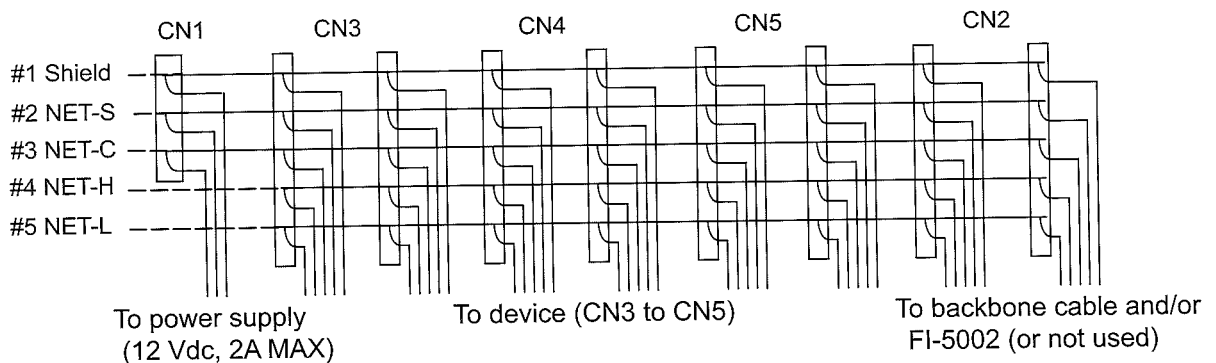 CN1 CN3 CN4 CN5 CN2
#1 Shield
#2 NET-S
#3 NET-C
#4 NET-H
#5 NET-L
To power supply
(12 Vdc, 2A MAX)
To device (CN3 to CN5)
To backbone cable and/or
FI-5002 (or not used)